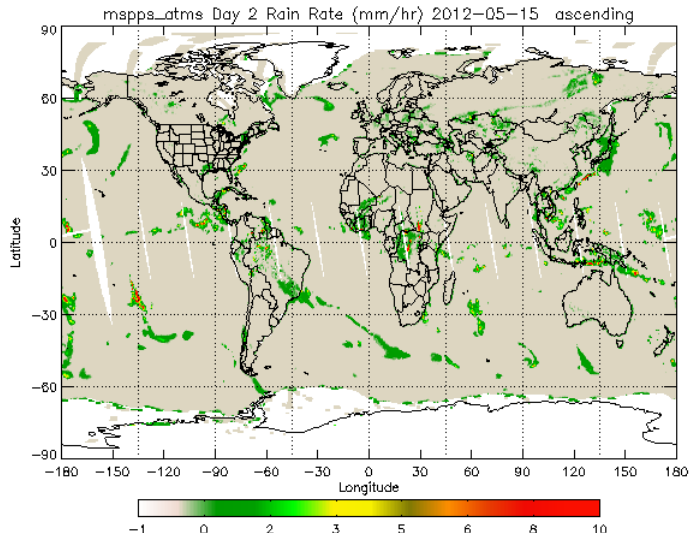 mspps_atms Day 2 Rain Rate (mm/hr) 2012-05-15 ascending
90
60
30
0
-30
-60
-90
Latitude
-180 -150 -120 -90 -60 -30 0 30 60 90 120 150 180
Longitude
-1 0 2 3 5 6 8 10